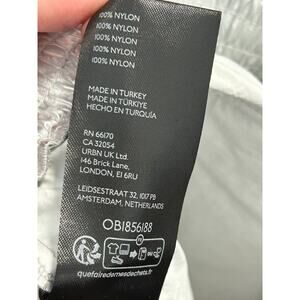 100% NYLON
100% NYLON
100% NYLON
100% NYLON
MADE IN TURKEY
MADE IN TÜRKIYE
HECHO EN TURQUÍA
RN 66170
CA 32054
URBN UK Ltd.
146 Brick Lane,
LONDON, E1 6RU
LEIDSESTRAAT 32, 1017 PB
AMSTERDAM, NETHERLANDS
OB1856188
OU
quefairedemesdechets.fr